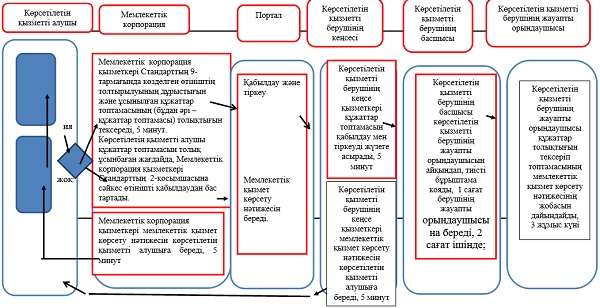 Көрсетілетін
қызметті алушы
Мемлекеттік
корпорация
Портал
Көрсетілетін
қызметті
берушінің
кеңсесі
Көрсетілетін
қызметті
берушінің
басшысы
Көрсетілетін қызметті
берушінің жауапты
орындаушысы
ия
жоқ
Мемлекеттік корпорация
қызметкері Стандарттың 9-
тармағында көзделген өтініштің
толтырылуының дұрыстығын
және ұсынылған құжаттар
топтамасының (бұдан әрі –
құжаттар топтамасы) толықтығын
тексереді, 5 минут.
Көрсетілетін қызметті алушы
құжаттар топтамасын толық
ұсынбаған жағдайда, Мемлекеттік
корпорация қызметкері
Стандарттың 2-қосымшасына
сәйкес өтінішті қабылдаудан бас
тартады.
Мемлекеттік корпорация
қызметкері мемлекеттік қызмет
көрсету нәтижесін көрсетілетін
қызметті алушыға береді, 5
минут
Қабылдау және
тіркеу
Мемлекеттік
қызмет
көрсету
нәтижесін
береді.
Көрсетілетін
қызметті
берушінің
кеңсе
қызметкері
құжаттар
топтамасын
қабылдау мен
тіркеуді жүзеге
асырады, 5
минут
Көрсетілетін
қызметті
берушінің
кеңсе
қызметкері
мемлекеттік
қызмет көрсету
нәтижесін
көрсетілетін
қызметті
алушыға
береді, 5 минут
Көрсетілетін
қызметті
берушінің
басшысы
көрсетілетін
қызметті
берушінің
жауапты
орындаушысын
айқындап, тиісті
бұрыштама
қояды, 1 сағат
берушінің
жауапты
орындаушысы
на береді, 2
сағат ішінде;
Көрсетілетін
қызметті
берушінің
жауапты
орындаушысы
құжаттар
толықтығын
тексеріп
топтамасының
мемлекеттік
қызмет көрсету
нәтижесінің
жобасын
дайындайды,
3 жұмыс күні